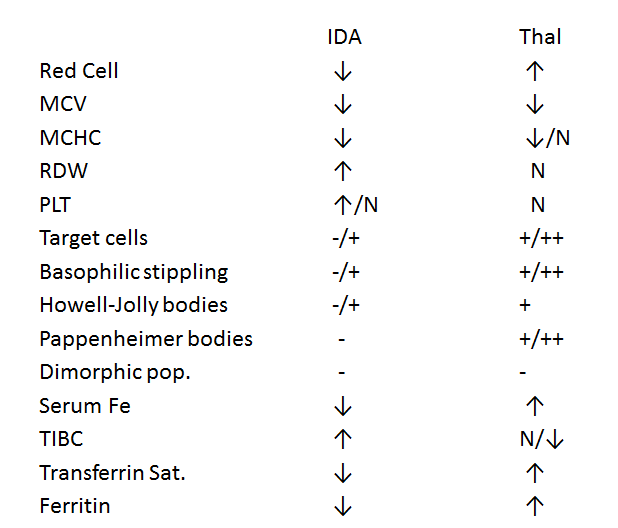 IDA Thal
Red Cell ↓ ↑
MCV ↓ ↓
MCHC ↓ ↓/N
RDW ↑ N
PLT ↑/N N
Target cells -/+ +/++
Basophilic stippling -/+ +/++
Howell-Jolly bodies -/+ +
Pappenheimer bodies - +/++
Dimorphic pop. - -
Serum Fe ↓ ↑
TIBC ↑ N/↓
Transferrin Sat. ↓ ↑
Ferritin ↓ ↑